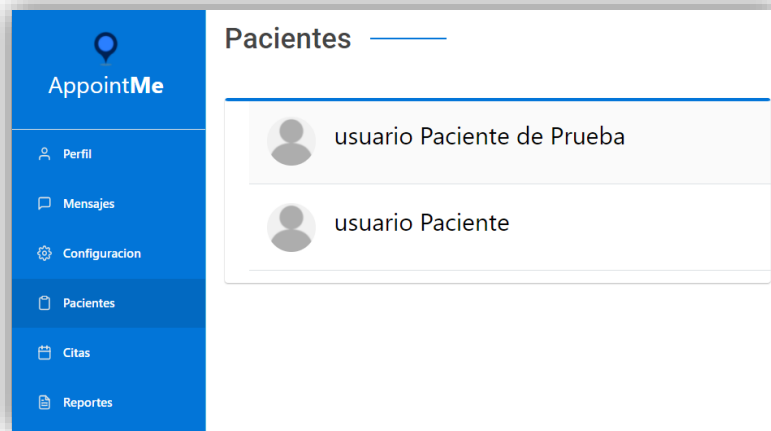 AppointMe
Perfil
Mensajes
Configuracion
Pacientes
Citas
Reportes
Pacientes
usuario Paciente de Prueba
usuario Paciente